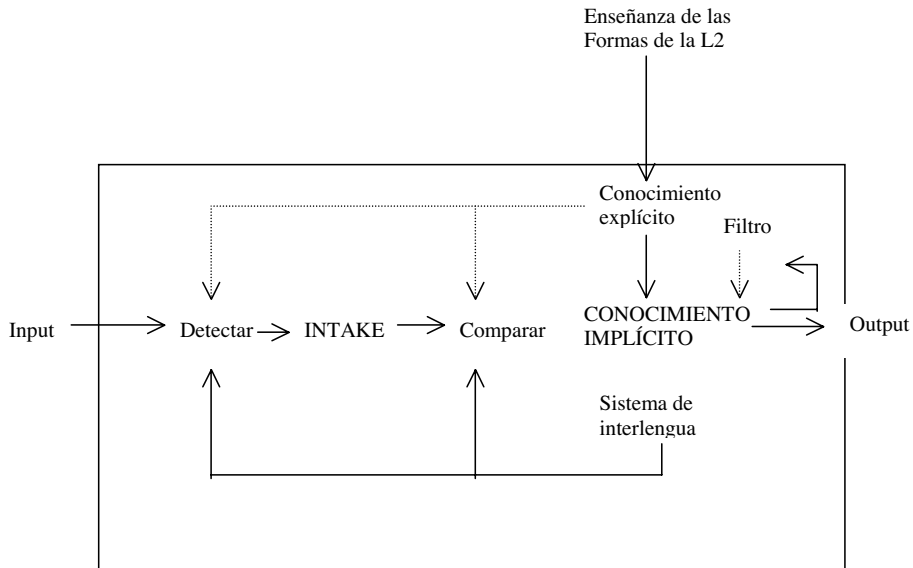 Enseñanza de las
Formas de la L2
Conocimiento
explícito
Filtro
Input
Detectar
INTAKE
Comparar
CONOCIMIENTO
IMPLÍCITO
Output
Sistema de
interlengua